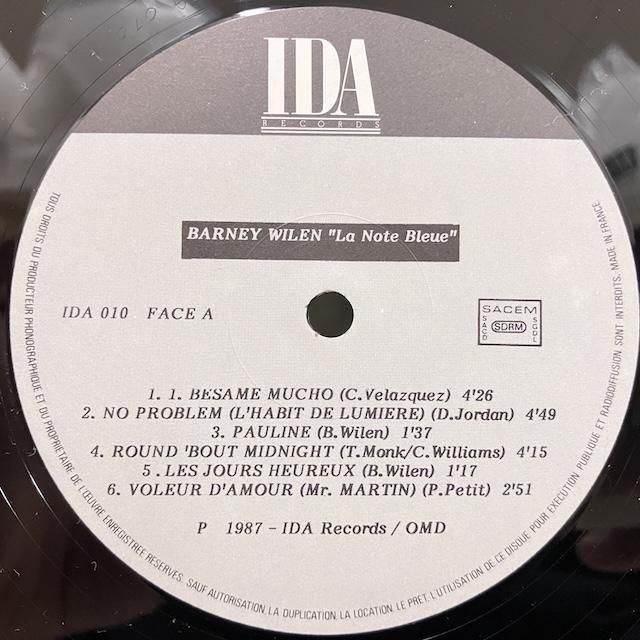 IDA
RECORDS
BARNEY WILEN "La Note Bleue"
IDA 010 FACE A
SACEM
SACD
SDRM
SGDL
1. 1. BESAME MUCHO (C.Velazquez) 4'26
2. NO PROBLEM (L'HABIT DE LUMIERE) (D.Jordan) 4'49
3. PAULINE (B.Wilen) 1'37
4. ROUND 'BOUT MIDNIGHT (T.Monk/C.Williams) 4'15
5. LES JOURS HEUREUX (B.Wilen) 1'17
6. VOLEUR D'AMOUR (Mr. MARTIN) (P.Petit) 2'51
P 1987 - IDA Records / OMD
TOUS DROITS DU PRODUCTEUR PHONOGRAPHIQUE ET DU PROPRIETAIRE DE L'ŒUVRE ENREGISTREE RESERVES. SAUF AUTORISATION, LA DUPLICATION, LA LOCATION, LE PRET, L'UTILISATION DE CE DISQUE POUR EXECUTION PUBLIQUE ET RADIODIFFUSION SONT INTERDITS. MADE IN FRANCE